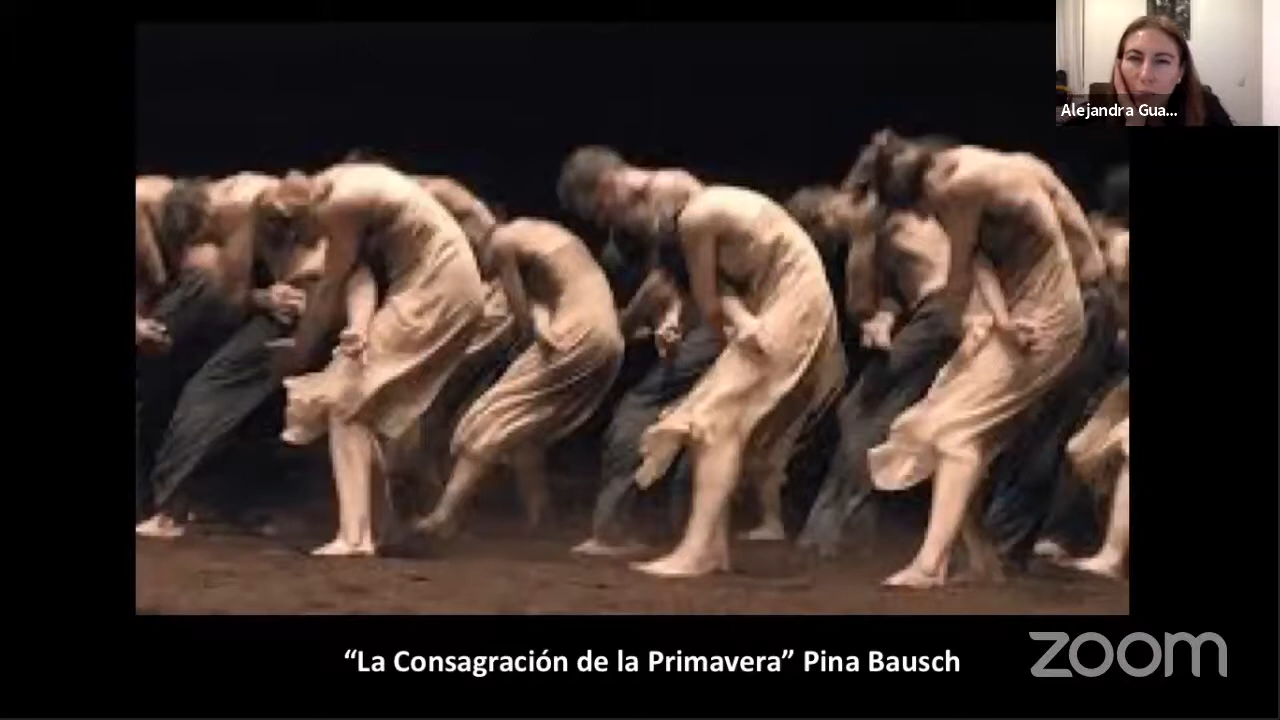 Alejandra Gua...
“La Consagración de la Primavera” Pina Bausch
zoom